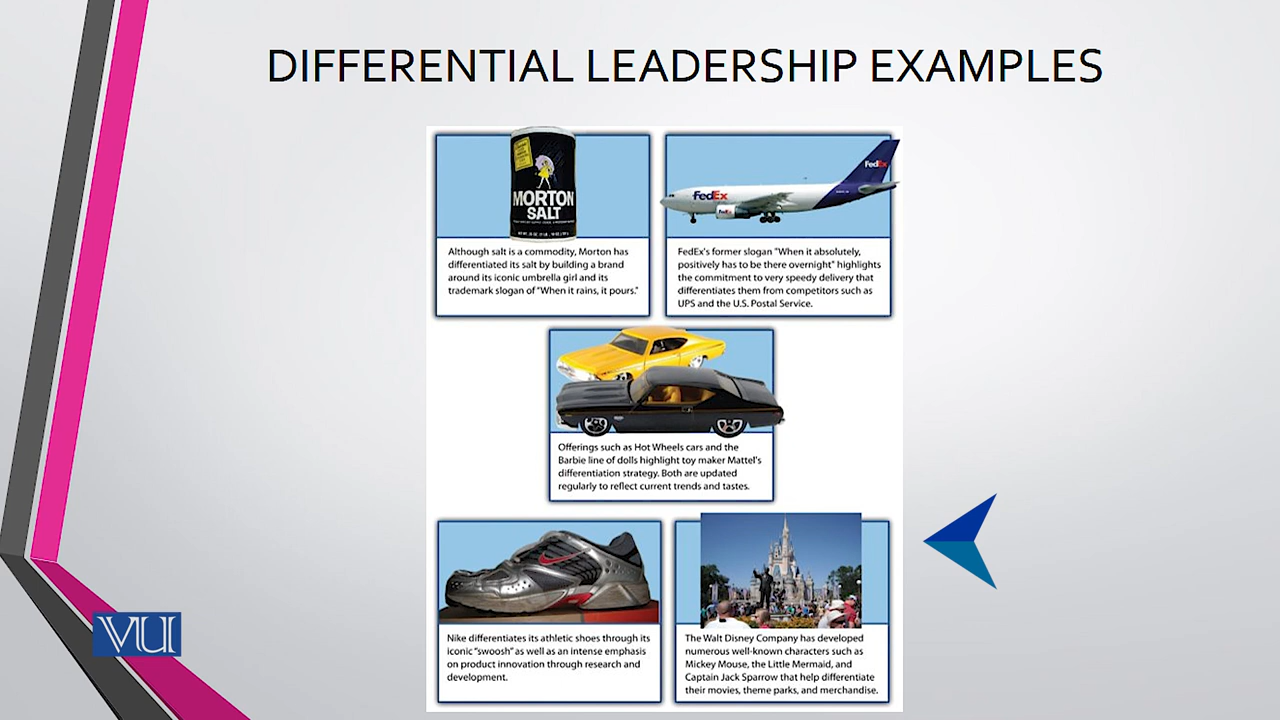 DIFFERENTIAL LEADERSHIP EXAMPLES
MORTON
SALT
FedEx
FedEx
FedEx
Although salt is a commodity, Morton has
differentiated its salt by building a brand
around its iconic umbrella girl and its
trademark slogan of “When it rains, it pours.”
FedEx's former slogan “When it absolutely,
positively has to be there overnight” highlights
the commitment to very speedy delivery that
differentiates them from competitors such as
UPS and the U.S. Postal Service.
Offerings such as Hot Wheels cars and the
Barbie line of dolls highlight toy maker Mattel's
differentiation strategy. Both are updated
regularly to reflect current trends and tastes.
Nike differentiates its athletic shoes through its
iconic “swoosh” as well as an intense emphasis
on product innovation through research and
development.
The Walt Disney Company has developed
numerous well-known characters such as
Mickey Mouse, the Little Mermaid, and
Captain Jack Sparrow that help differentiate
their movies, theme parks, and merchandise.
VU